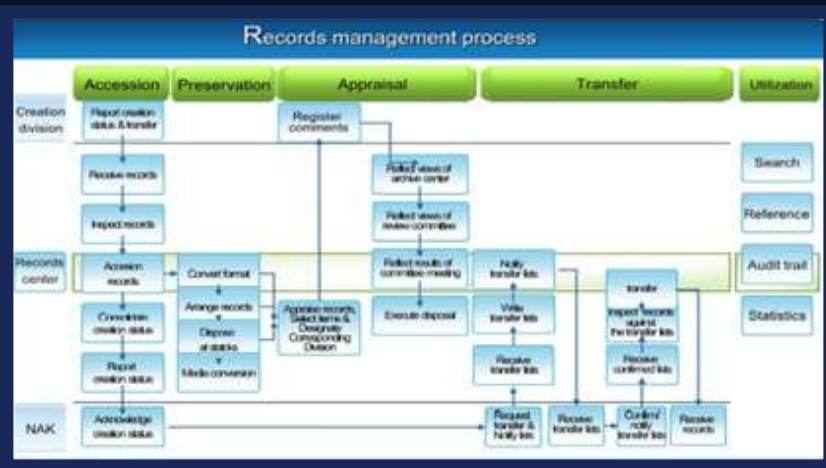 Records management process
Accession
Preservation
Appraisal
Transfer
Utilization
Creation
division
Report creation
status & transfer
Register
comments
Receive records
Reflect views of
archive center
Search
Inspect records
Reflect views of
review committee
Reference
Records
center
Accession
records
Convert format
Reflect results of
committee meeting
Notify
transfer lists
transfer
Audit trail
Consolidate
creation status
Arrange records
Appraise records,
Select items &
Designate
Corresponding
Division
Execute disposal
Write
transfer lists
Inspect records
against
the transfer lists
Statistics
Dispose
at stacks
Report
creation status
Media conversion
Receive
transfer lists
Receive
confirmed lists
NAK
Acknowledge
creation status
Request
transfer &
Notify lists
Receive
transfer lists
Confirm/
notify
transfer lists
Receive
records